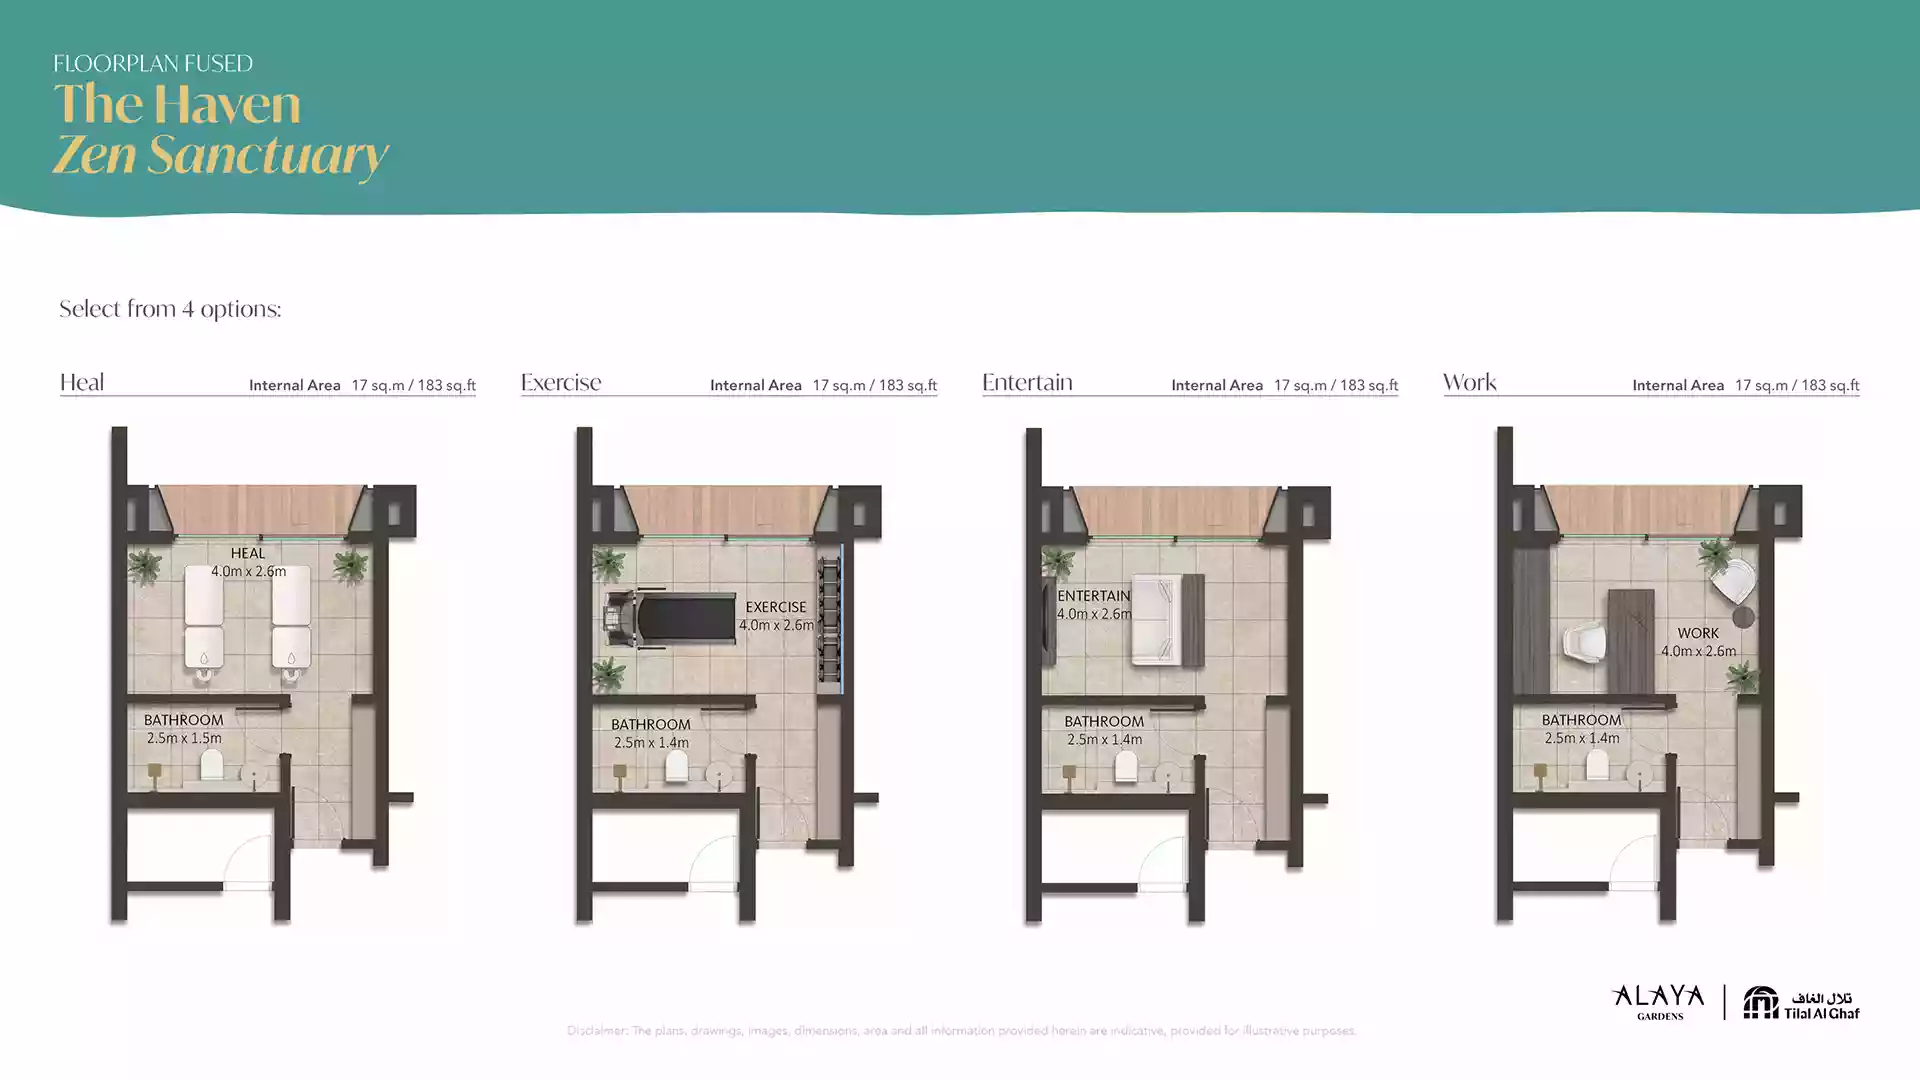 FLOORPLAN FUSED
The Haven
Zen Sanctuary
Select from 4 options:
Heal
Internal Area 17 sq.m / 183 sq.ft
HEAL
4.0m x 2.6m
BATHROOM
2.5m x 1.5m
Exercise
Internal Area 17 sq.m / 183 sq.ft
EXERCISE
4.0m x 2.6m
BATHROOM
2.5m x 1.4m
Entertain
Internal Area 17 sq.m / 183 sq.ft
ENTERTAIN
4.0m x 2.6m
BATHROOM
2.5m x 1.4m
Work
Internal Area 17 sq.m / 183 sq.ft
WORK
4.0m x 2.6m
BATHROOM
2.5m x 1.4m
ALAYA
GARDENS
تلال الغاف
Tilal Al Ghaf
Disclaimer: The plans, drawings, images, dimensions, area and all information provided herein are indicative, provided for illustrative purposes.